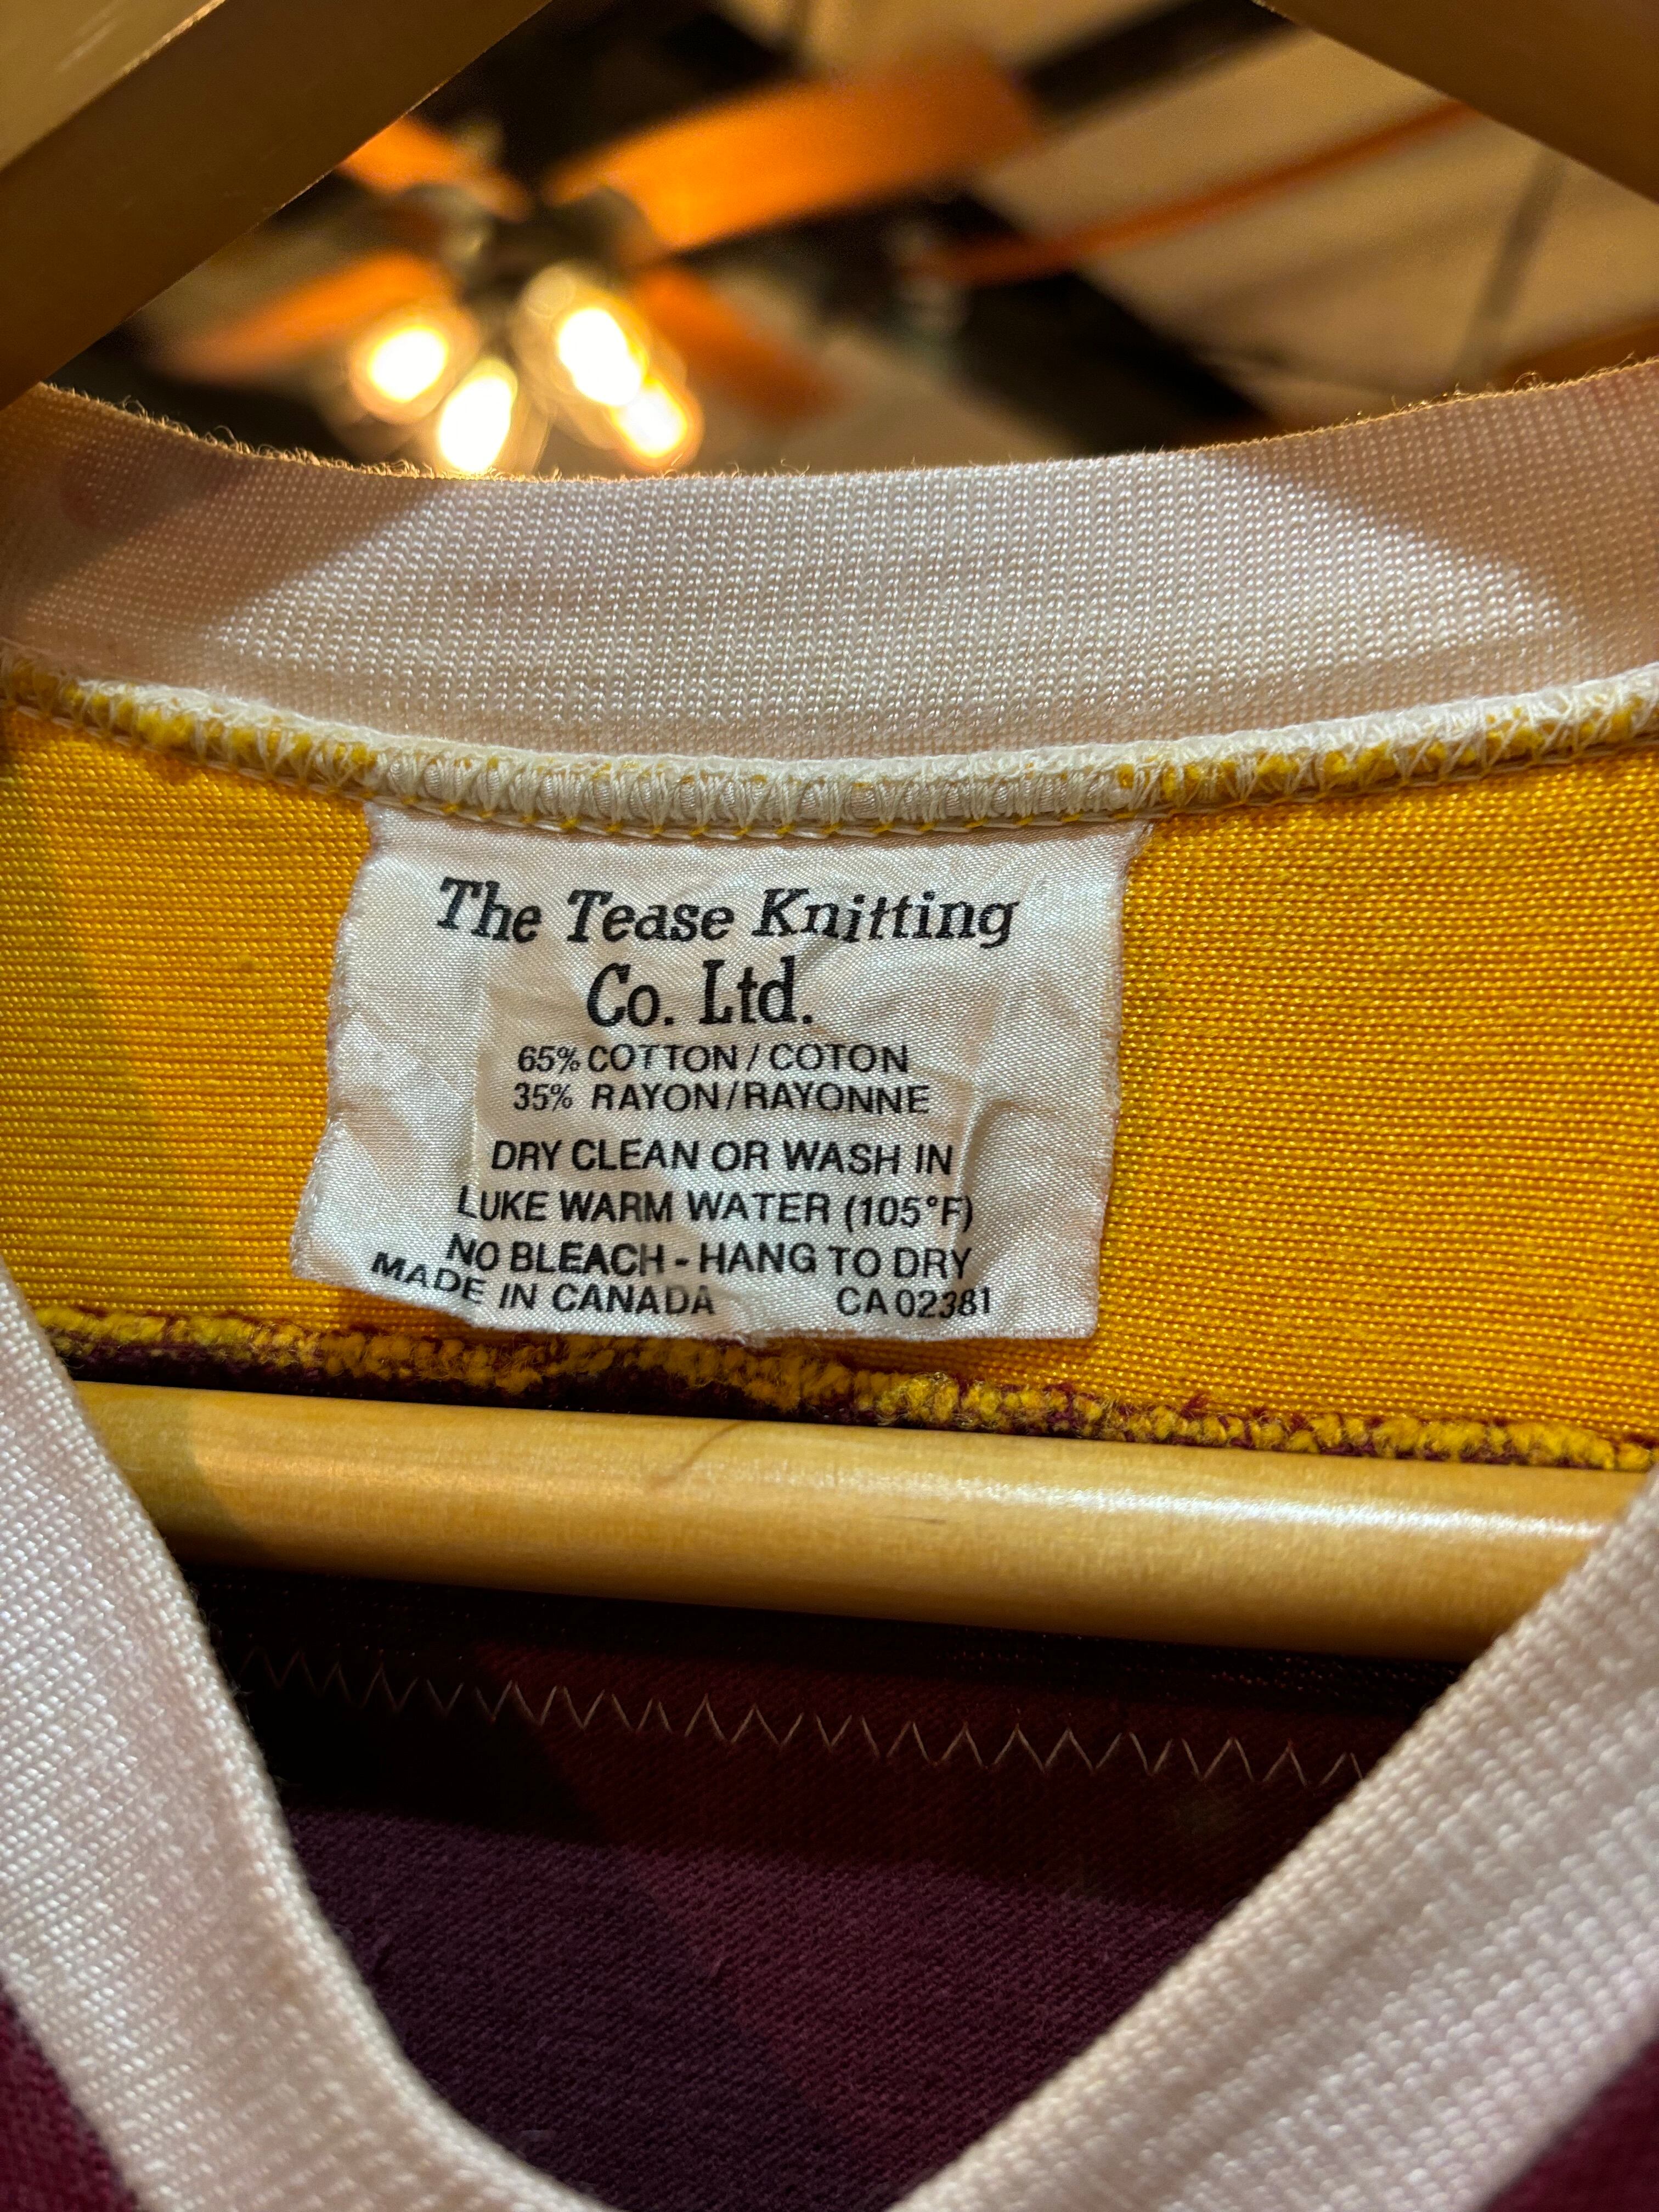 The Tease Knitting
Co. Ltd.
65% COTTON / COTON
35% RAYON/RAYONNE
DRY CLEAN OR WASH IN
LUKE WARM WATER (105°F)
NO BLEACH - HANG TO DRY
MADE IN CANADA CA 02381